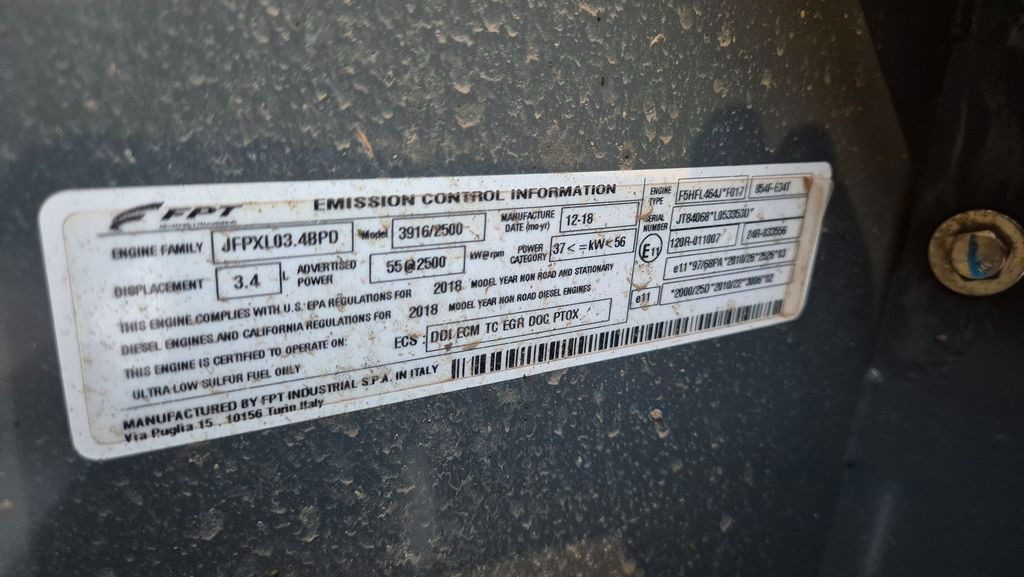 FPT
EMISSION CONTROL INFORMATION
ENGINE FAMILY JFPXL03.4BPD Model 3916/2500 MANUFACTURE DATE (mo-yr) 12-18
DISPLACEMENT 3.4 L ADVERTISED POWER 55@2500 kW@rpm POWER CATEGORY 37<=kW<56
THIS ENGINE COMPLIES WITH U.S. EPA REGULATIONS FOR 2018 MODEL YEAR NON ROAD AND STATIONARY
DIESEL ENGINES AND CALIFORNIA REGULATIONS FOR 2018 MODEL YEAR NON ROAD DIESEL ENGINES
THIS ENGINE IS CERTIFIED TO OPERATE ON: ECS : DDI ECM TC EGR DOC PTOX
ULTRA LOW SULFUR FUEL ONLY
MANUFACTURED BY FPT INDUSTRIAL S.P.A. IN ITALY
Via Puglia 15 , 10156 Turin Italy
ENGINE TYPE F5HFL464J*F017 854F-E34T
SERIAL NUMBER JT84068*L0533530*
E11 120R-011007 24R-033556
e11*97/68PA*2010/26*2526*03
e11 *2000/25D*2010/22*3006*02